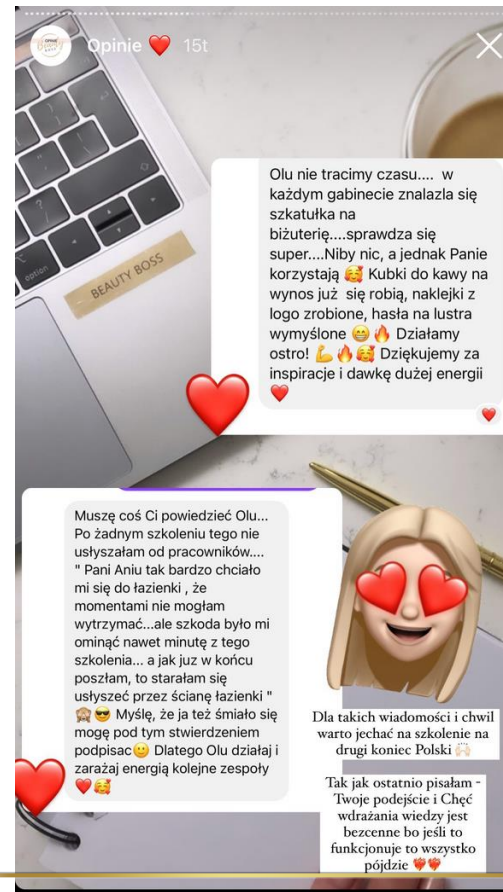 Opinie ❤️ 15t
option
BEAUTY BOSS
Olu nie tracimy czasu.... w
każdym gabinecie znalazla się
szkatułka na
biżuterię....sprawdza się
super....Niby nic, a jednak Panie
korzystają 🥰 Kubki do kawy na
wynos już się robią, naklejki z
logo zrobione, hasła na lustra
wymyślone 😁🔥 Działamy
ostro! 💪🔥🥰 Dziękujemy za
inspiracje i dawkę dużej energii
❤️
Muszę coś Ci powiedzieć Olu...
Po żadnym szkoleniu tego nie
usłyszałam od pracowników....
" Pani Aniu tak bardzo chciało
mi się do łazienki , że
momentami nie mogłam
wytrzymać...ale szkoda było mi
ominąć nawet minutę z tego
szkolenia... a jak juz w końcu
poszłam, to starałam się
usłyszeć przez ścianę łazienki "
🙈😎 Myślę, że ja też śmiało się
mogę pod tym stwierdzeniem
podpisac🙂 Dlatego Olu działaj i
zarażaj energią kolejne zespoły
❤️🥰
Dla takich wiadomości i chwil
warto jechać na szkolenie na
drugi koniec Polski 🙌🏻
Tak jak ostatnio pisałam -
Twoje podejście i Chęć
wdrażania wiedzy jest
bezcenne bo jeśli to
funkcjonuje to wszystko
pójdzie ❤️❤️